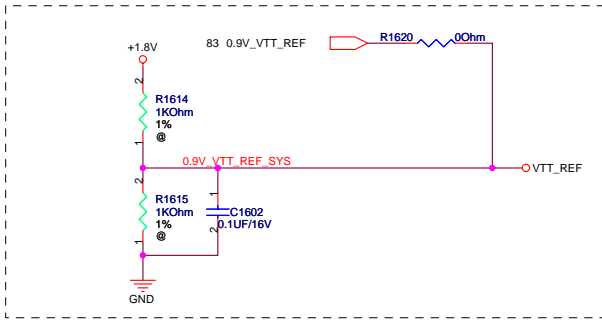 83 0.9V_VTT_REF
R1620
0Ohm
+1.8V
2
R1614
1KOhm
1%
@
1
0.9V_VTT_REF_SYS
VTT_REF
2
R1615
1KOhm
1%
@
1
1
C1602
0.1UF/16V
2
GND